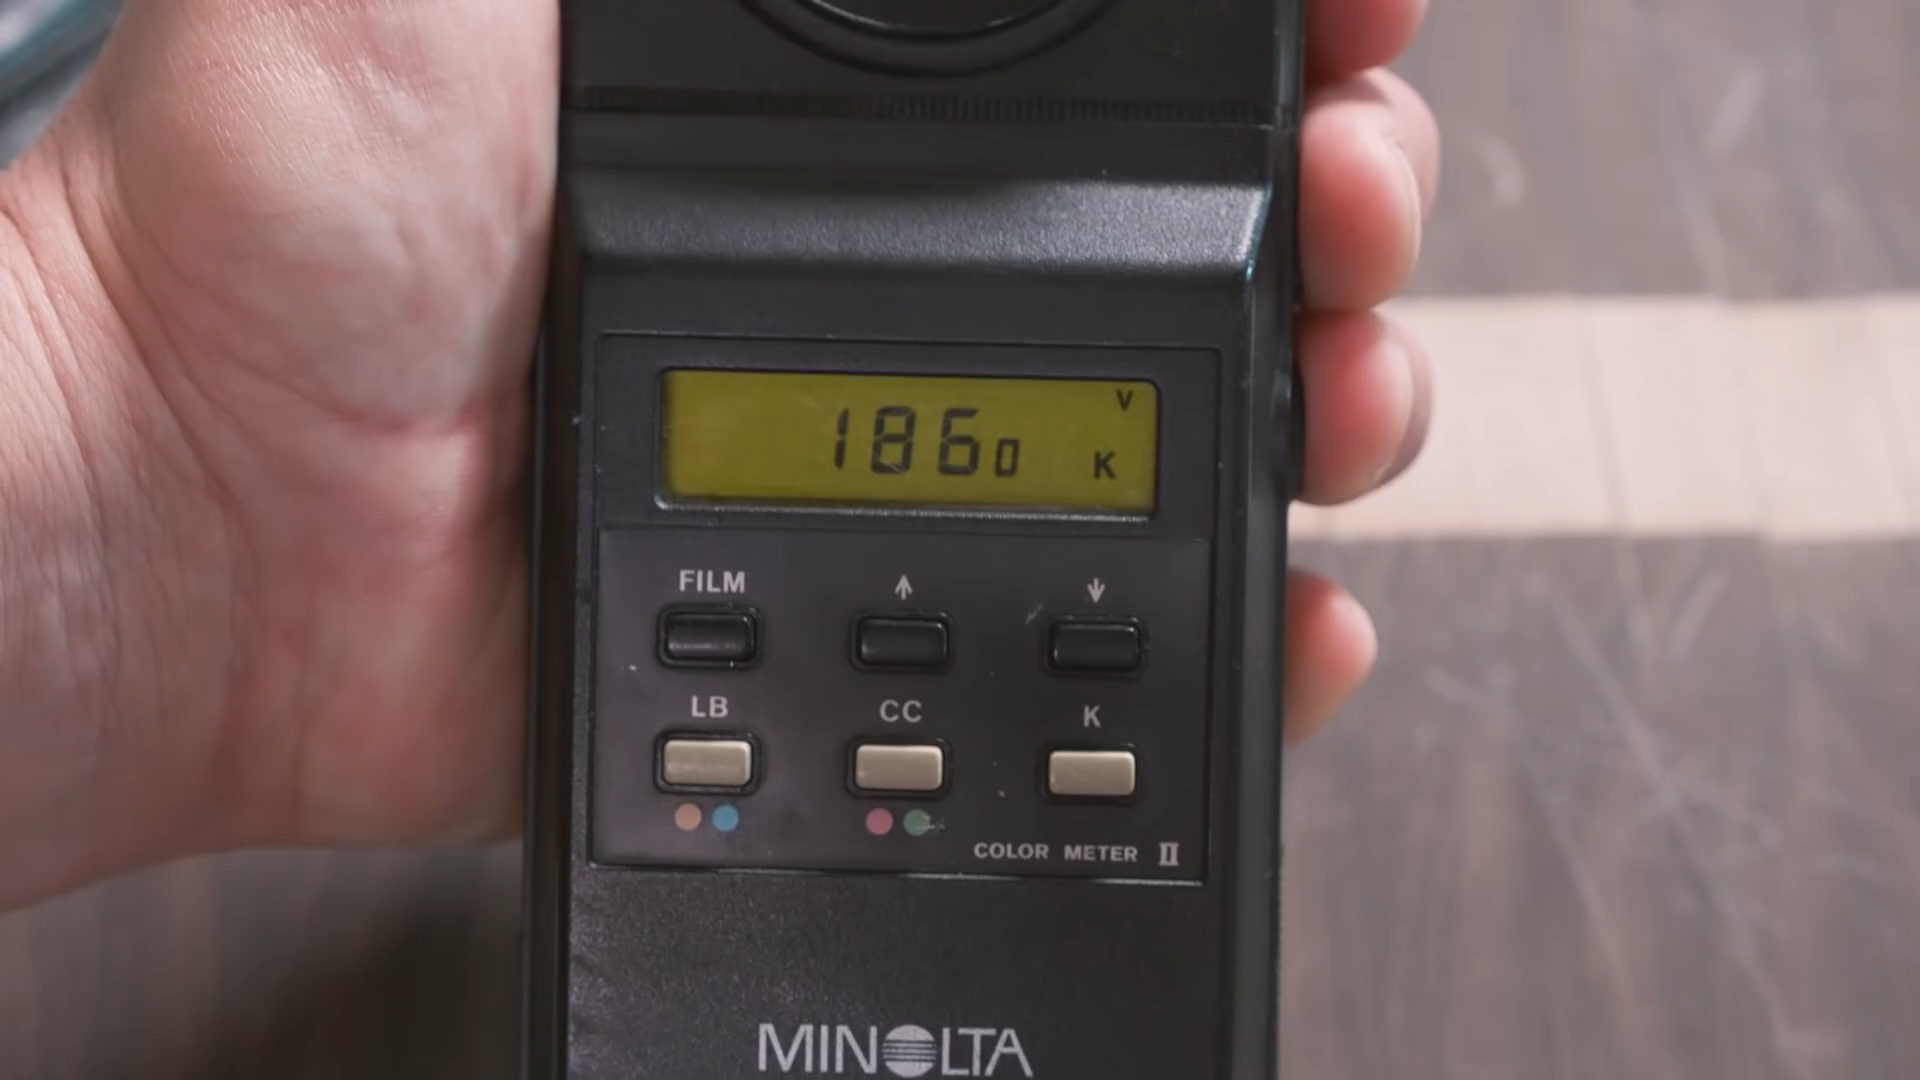 V
1860 K
FILM ↑ ↓
LB CC K
COLOR METER II
MINOLTA